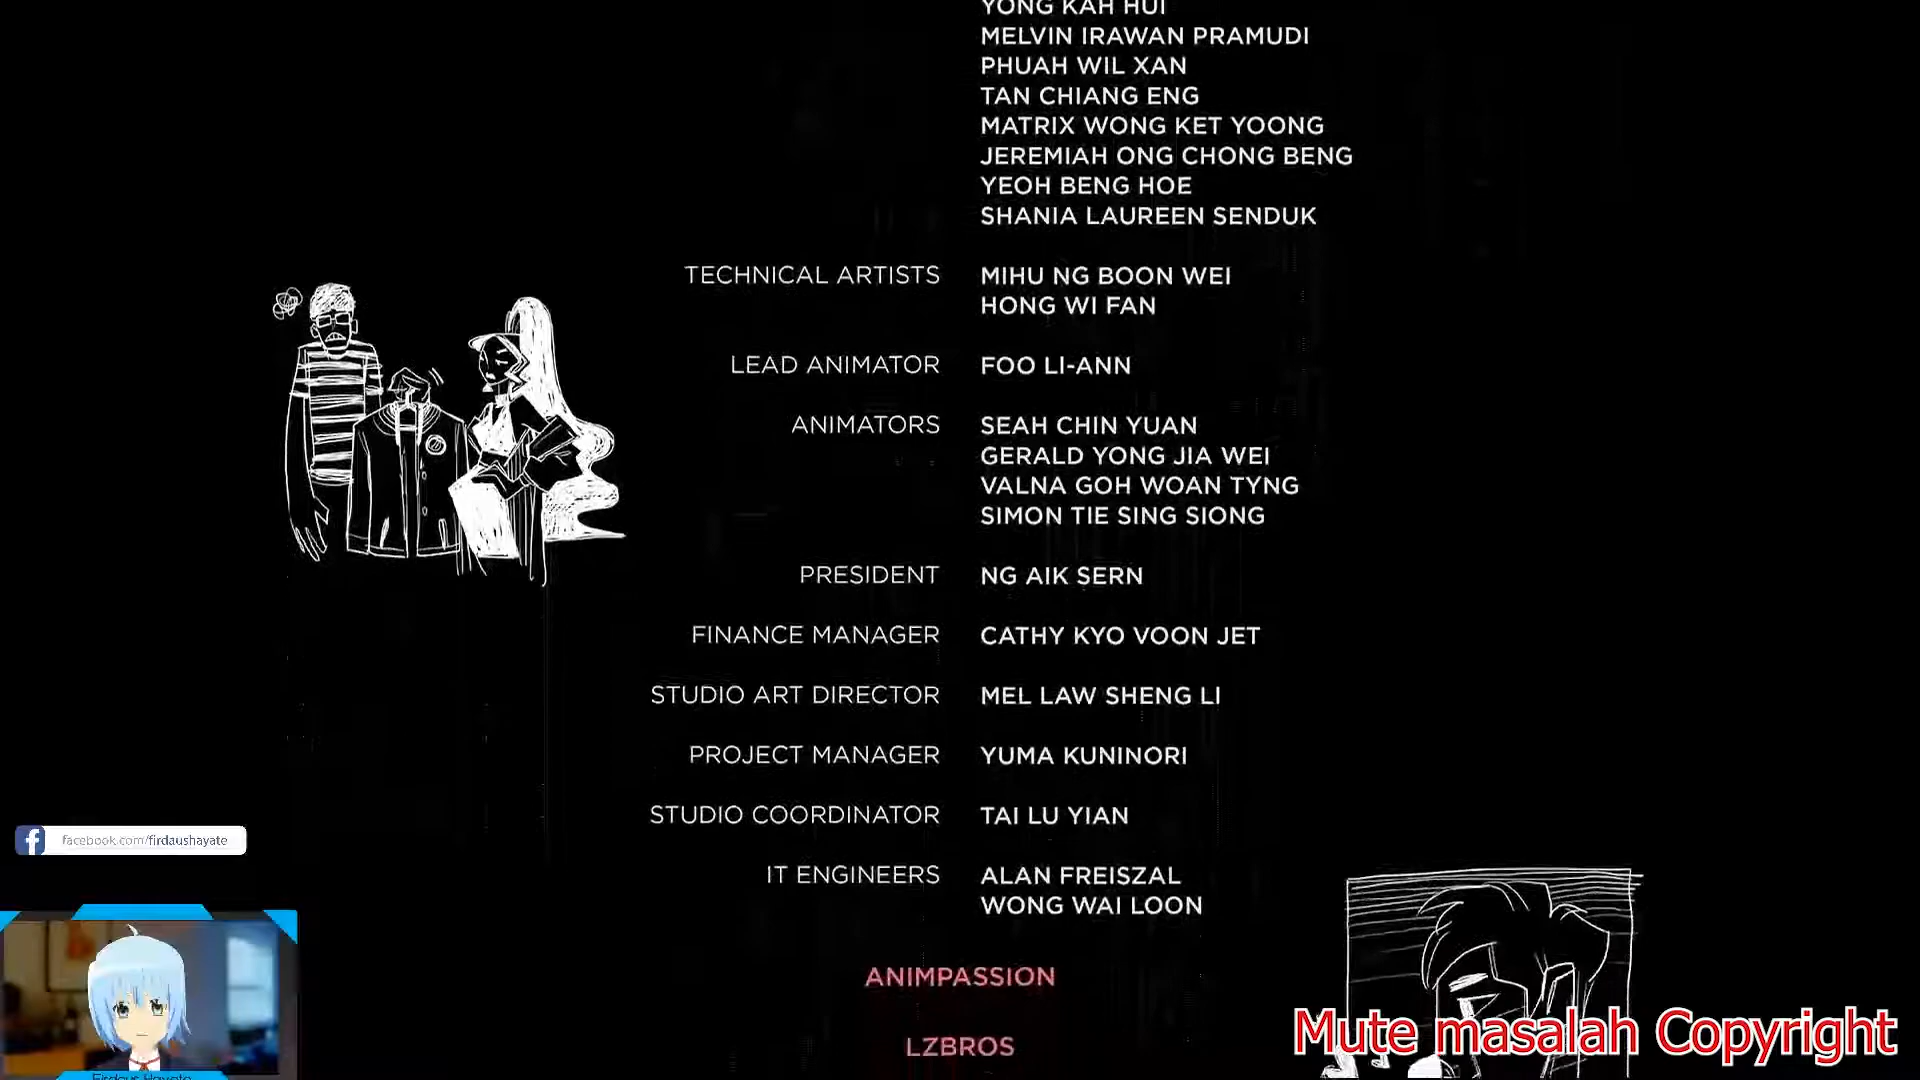 YONG KAH HUI
MELVIN IRAWAN PRAMUDI
PHUAH WIL XAN
TAN CHIANG ENG
MATRIX WONG KET YOONG
JEREMIAH ONG CHONG BENG
YEOH BENG HOE
SHANIA LAUREEN SENDUK
TECHNICAL ARTISTS MIHU NG BOON WEI
HONG WI FAN
LEAD ANIMATOR FOO LI-ANN
ANIMATORS SEAH CHIN YUAN
GERALD YONG JIA WEI
VALNA GOH WOAN TYNG
SIMON TIE SING SIONG
PRESIDENT NG AIK SERN
FINANCE MANAGER CATHY KYO VOON JET
STUDIO ART DIRECTOR MEL LAW SHENG LI
PROJECT MANAGER YUMA KUNINORI
STUDIO COORDINATOR TAI LU YIAN
facebook.com/firdaushayate
IT ENGINEERS ALAN FREISZAL
WONG WAI LOON
ANIMPASSION
LZBROS
Mute masalah Copyright
Firdaus Hayate